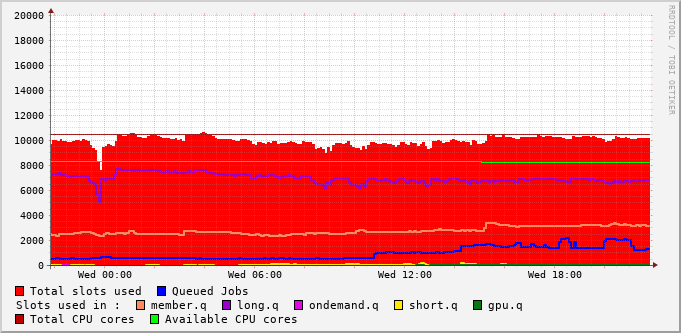 20000
18000
16000
14000
12000
10000
8000
6000
4000
2000
0
Wed 00:00 Wed 06:00 Wed 12:00 Wed 18:00
Total slots used Queued Jobs
Slots used in : member.q long.q ondemand.q short.q gpu.q
Total CPU cores Available CPU cores
RRDTOOL / TOBI OETIKER